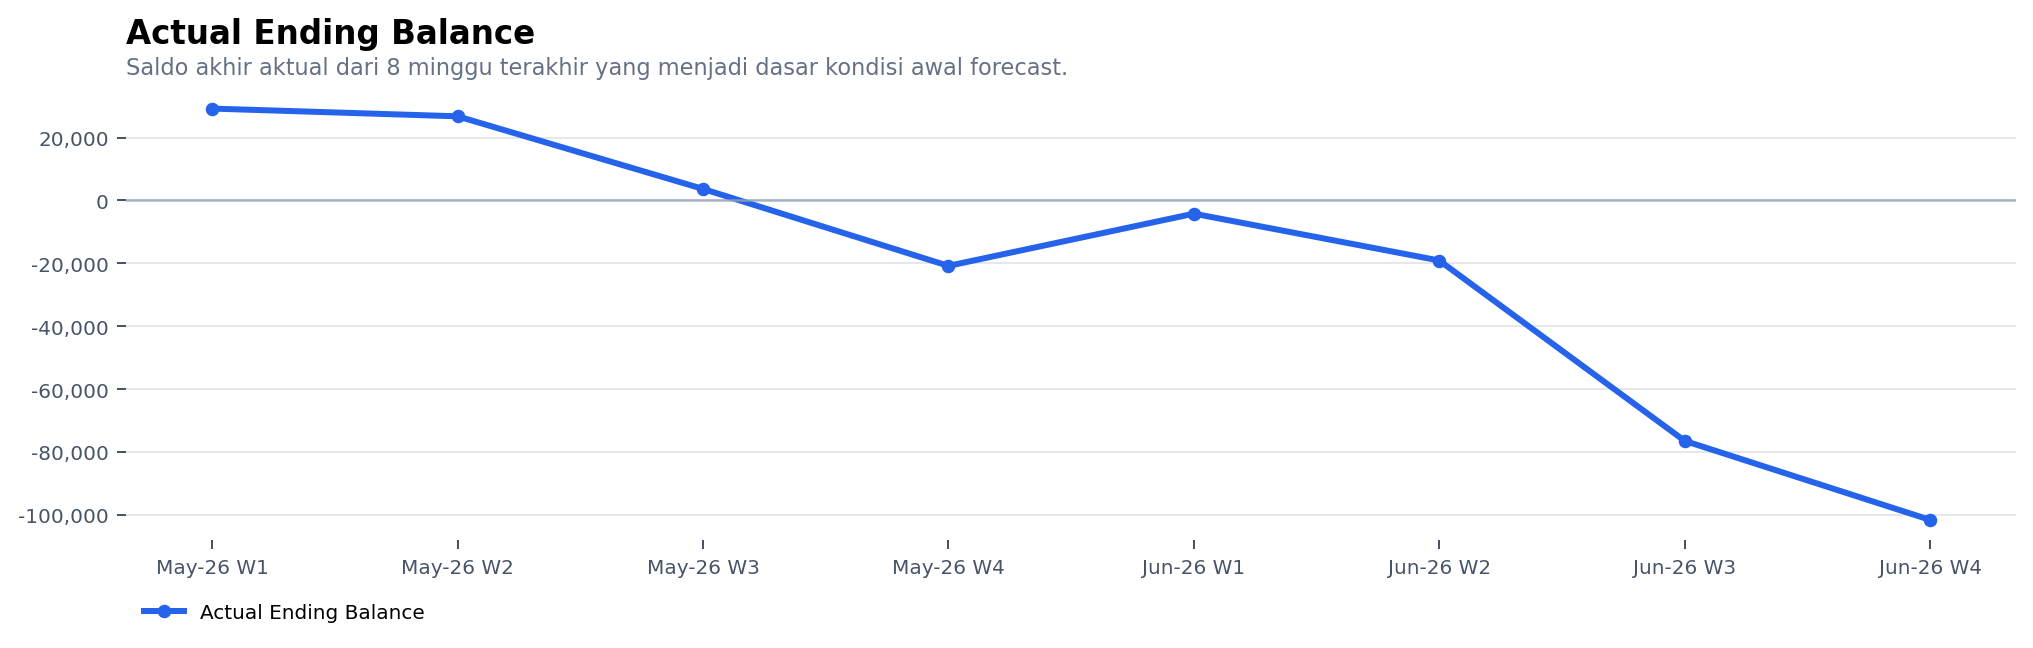 Actual Ending Balance
Saldo akhir aktual dari 8 minggu terakhir yang menjadi dasar kondisi awal forecast.
20,000
0
-20,000
-40,000
-60,000
-80,000
-100,000
May-26 W1 May-26 W2 May-26 W3 May-26 W4 Jun-26 W1 Jun-26 W2 Jun-26 W3 Jun-26 W4
Actual Ending Balance